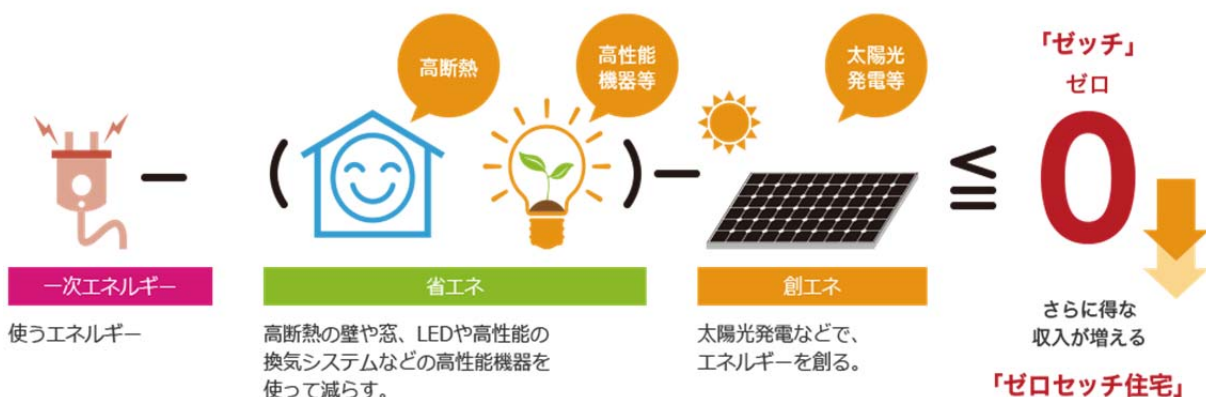 高断熱
高性能
機器等
太陽光
発電等
「ゼッチ」
ゼロ
− ( ) − ≦ 0
一次エネルギー
省エネ
創エネ
使うエネルギー
高断熱の壁や窓、LEDや高性能の
換気システムなどの高性能機器を
使って減らす。
太陽光発電などで、
エネルギーを創る。
さらに得な
収入が増える
「ゼロセッチ住宅」